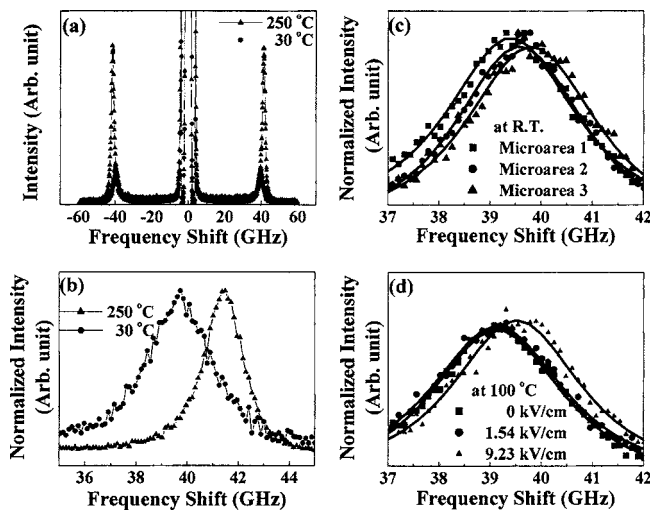 (a)
250 °C
30 °C
Intensity (Arb. unit)
-60 -40 -20 0 20 40 60
Frequency Shift (GHz)
(c)
at R.T.
Microarea 1
Microarea 2
Microarea 3
Normalized Intensity
(Arb. unit)
37 38 39 40 41 42
Frequency Shift (GHz)
(b)
250 °C
30 °C
Normalized Intensity
(Arb. unit)
36 38 40 42 44
Frequency Shift (GHz)
(d)
at 100 °C
0 kV/cm
1.54 kV/cm
9.23 kV/cm
Normalized Intensity
(Arb. unit)
37 38 39 40 41 42
Frequency Shift (GHz)